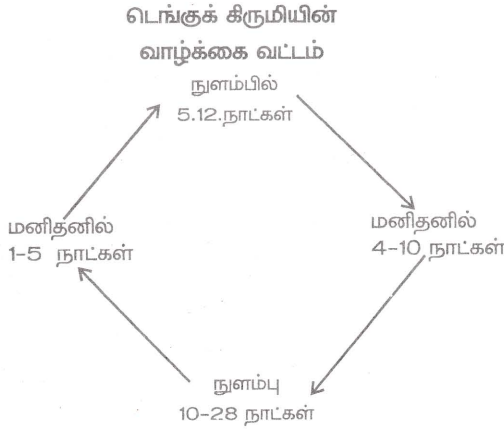 டெங்குக் கிருமியின்
வாழ்க்கை வட்டம்
நுளம்பில்
5.12.நாட்கள்
மனிதனில்
1-5 நாட்கள்
மனிதனில்
4-10 நாட்கள்
நுளம்பு
10-28 நாட்கள்